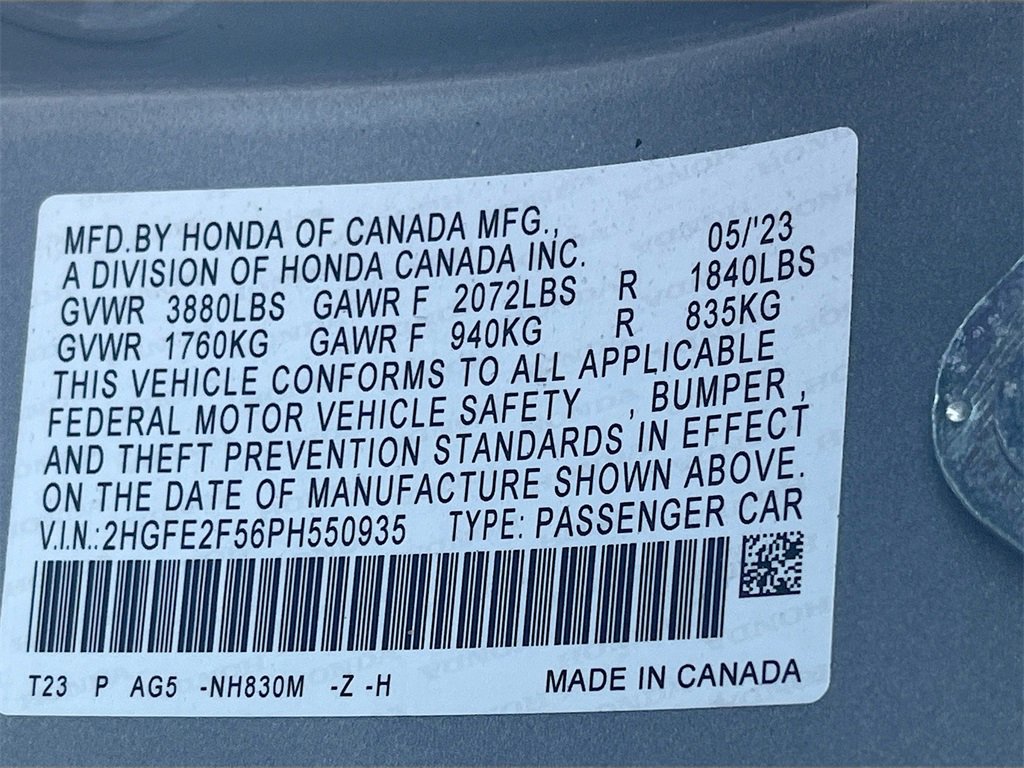 MFD.BY HONDA OF CANADA MFG.,
A DIVISION OF HONDA CANADA INC. 05/'23
GVWR 3880LBS GAWR F 2072LBS R 1840LBS
GVWR 1760KG GAWR F 940KG R 835KG
THIS VEHICLE CONFORMS TO ALL APPLICABLE
FEDERAL MOTOR VEHICLE SAFETY , BUMPER ,
AND THEFT PREVENTION STANDARDS IN EFFECT
ON THE DATE OF MANUFACTURE SHOWN ABOVE.
V.I.N.:2HGFE2F56PH550935 TYPE: PASSENGER CAR
T23 P AG5 -NH830M -Z -H MADE IN CANADA